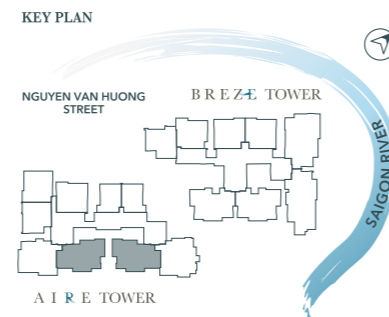 KEY PLAN
NGUYEN VAN HUONG
STREET
BREZE TOWER
SAIGON RIVER
AIRE TOWER